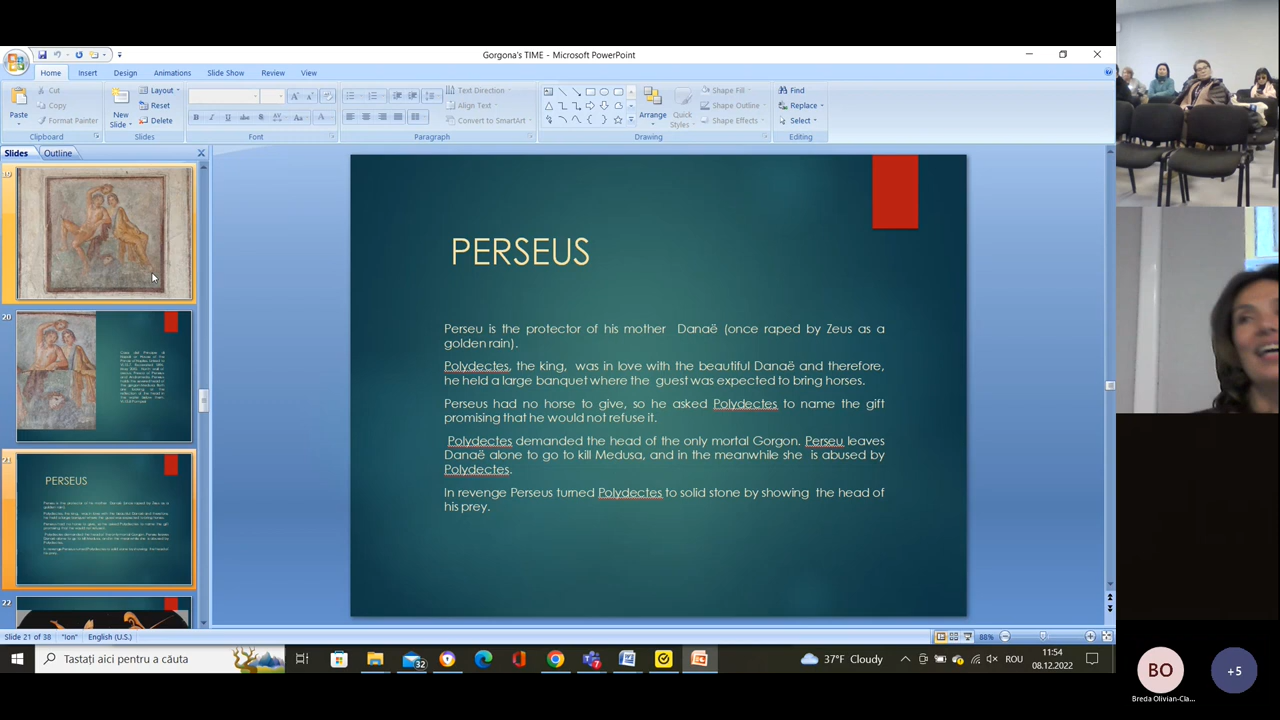 Gorgona's TIME - Microsoft PowerPoint
Home Insert Design Animations Slide Show Review View
Paste
Cut
Copy
Format Painter
Clipboard
New Slide
Layout
Reset
Delete
Slides
Font
Paragraph
Text Direction
Align Text
Convert to SmartArt
Arrange
Quick Styles
Shape Fill
Shape Outline
Shape Effects
Drawing
Find
Replace
Select
Editing
Slides Outline
19
20
21
PERSEUS
22
PERSEUS
Perseu is the protector of his mother Danaë (once raped by Zeus as a
golden rain).
Polydectes, the king, was in love with the beautiful Danaë and therefore,
he held a large banquet where the guest was expected to bring horses.
Perseus had no horse to give, so he asked Polydectes to name the gift
promising that he would not refuse it.
Polydectes demanded the head of the only mortal Gorgon. Perseu leaves
Danaë alone to go to kill Medusa, and in the meanwhile she is abused by
Polydectes.
In revenge Perseus turned Polydectes to solid stone by showing the head of
his prey.
Slide 21 of 38 "Ion" English (U.S.)
88%
Tastați aici pentru a căuta
32
37°F Cloudy
ROU
11:54
08.12.2022
BO
Breda Olivian-Cla...
+5